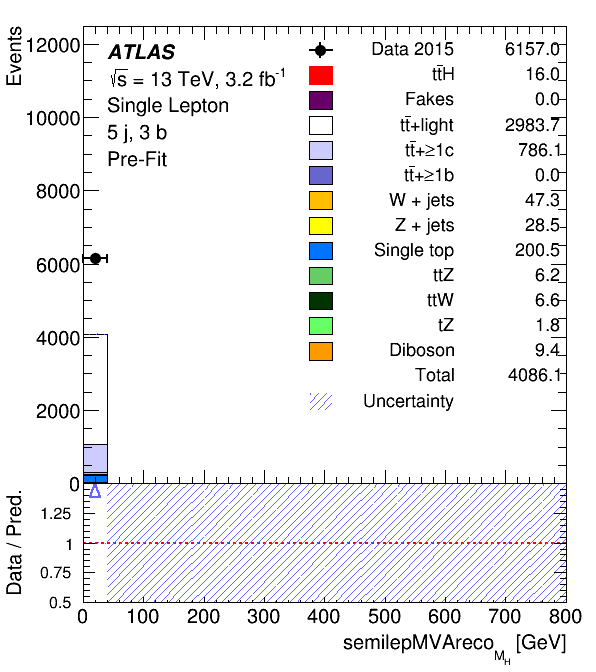 Events
12000
10000
8000
6000
4000
2000
0
ATLAS
√s = 13 TeV, 3.2 fb⁻¹
Single Lepton
5 j, 3 b
Pre-Fit
Data 2015 6157.0
tt̄H 16.0
Fakes 0.0
tt̄+light 2983.7
tt̄+≥1c 786.1
tt̄+≥1b 0.0
W + jets 47.3
Z + jets 28.5
Single top 200.5
ttZ 6.2
ttW 6.6
tZ 1.8
Diboson 9.4
Total 4086.1
Uncertainty
Data / Pred.
1.25
1
0.75
0.5
0 100 200 300 400 500 600 700 800
semilepMVAreco_M_H [GeV]